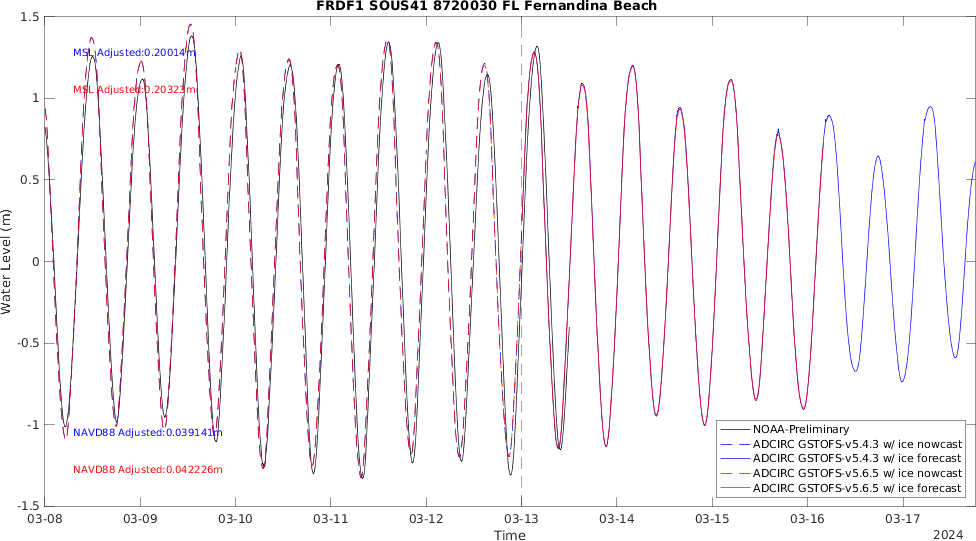 FRDF1 SOUS41 8720030 FL Fernandina Beach
1.5
1
0.5
0
-0.5
-1
-1.5
Water Level (m)
MSL Adjusted:0.20014m
MSL Adjusted:0.20323m
NAVD88 Adjusted:0.039141m
NAVD88 Adjusted:0.042226m
NOAA-Preliminary
ADCIRC GSTOFS-v5.4.3 w/ ice nowcast
ADCIRC GSTOFS-v5.4.3 w/ ice forecast
ADCIRC GSTOFS-v5.6.5 w/ ice nowcast
ADCIRC GSTOFS-v5.6.5 w/ ice forecast
03-08 03-09 03-10 03-11 03-12 03-13 03-14 03-15 03-16 03-17
Time
2024